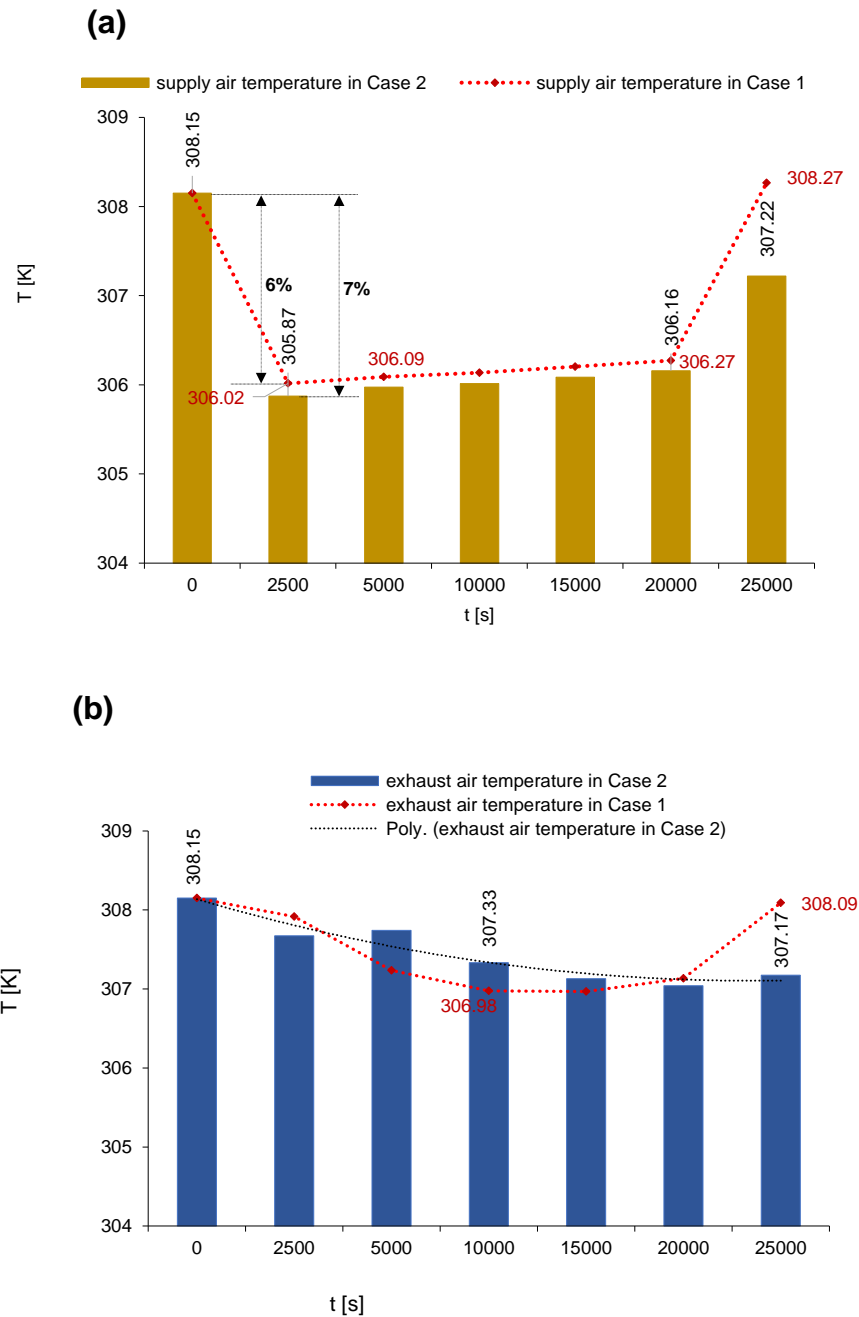 (a)
supply air temperature in Case 2
supply air temperature in Case 1
T [K]
309
308
307
306
305
304
308.15
6%
7%
305.87
306.02
306.09
306.16
306.27
307.22
308.27
0 2500 5000 10000 15000 20000 25000
t [s]
(b)
exhaust air temperature in Case 2
exhaust air temperature in Case 1
Poly. (exhaust air temperature in Case 2)
T [K]
309
308
307
306
305
304
308.15
307.33
306.98
307.17
308.09
0 2500 5000 10000 15000 20000 25000
t [s]